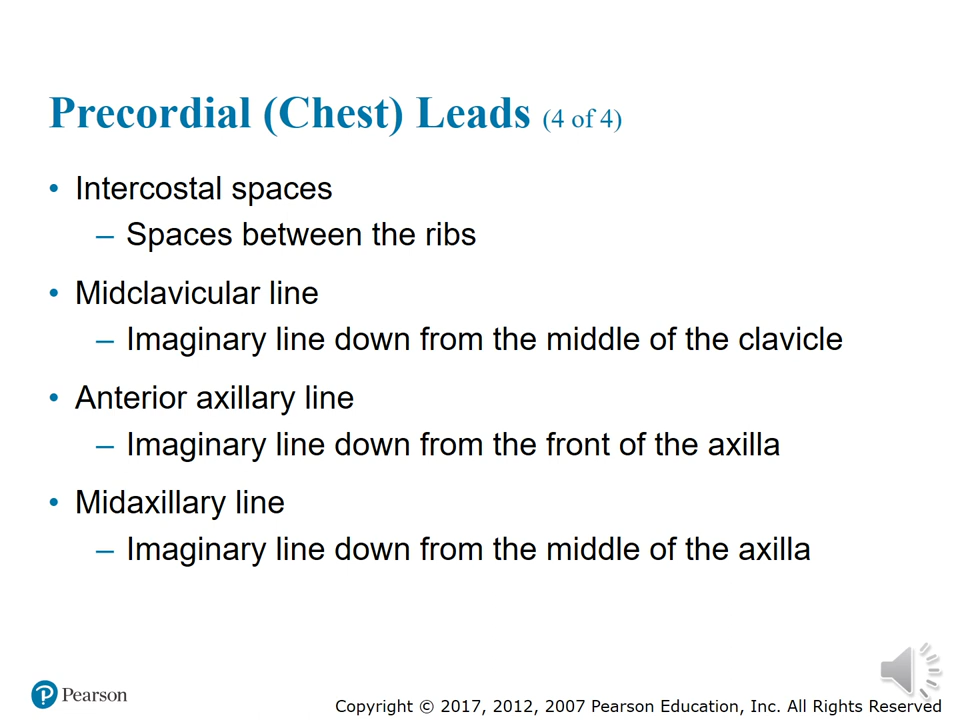 Precordial (Chest) Leads (4 of 4)
• Intercostal spaces
– Spaces between the ribs
• Midclavicular line
– Imaginary line down from the middle of the clavicle
• Anterior axillary line
– Imaginary line down from the front of the axilla
• Midaxillary line
– Imaginary line down from the middle of the axilla
P Pearson
Copyright © 2017, 2012, 2007 Pearson Education, Inc. All Rights Reserved